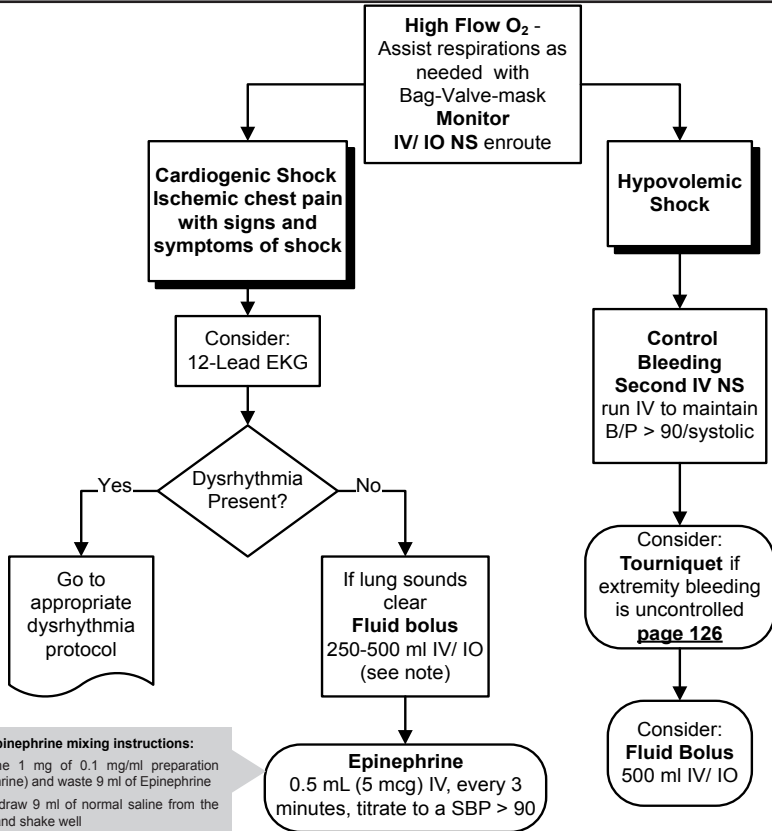 High Flow O₂ -
Assist respirations as
needed with
Bag-Valve-mask
Monitor
IV/ IO NS enroute
Cardiogenic Shock
Ischemic chest pain
with signs and
symptoms of shock
Consider:
12-Lead EKG
Dysrhythmia
Present?
Yes
No
Go to
appropriate
dysrhythmia
protocol
If lung sounds
clear
Fluid bolus
250-500 ml IV/ IO
(see note)
Epinephrine
0.5 mL (5 mcg) IV, every 3
minutes, titrate to a SBP > 90
mixing instructions:
1 mg of 0.1 mg/ml preparation
and waste 9 ml of Epinephrine
9 ml of normal saline from the
and shake well
Hypovolemic
Shock
Control
Bleeding
Second IV NS
run IV to maintain
B/P > 90/systolic
Consider:
Tourniquet if
extremity bleeding
is uncontrolled
page 126
Consider:
Fluid Bolus
500 ml IV/ IO